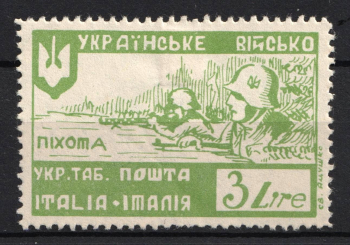 УКРАЇНСЬКЕ ВІЙСЬКО
ПІХОТА
УКР. ТАБ. ПОШТА
3 Lire
ITALIA · ІТАЛІЯ